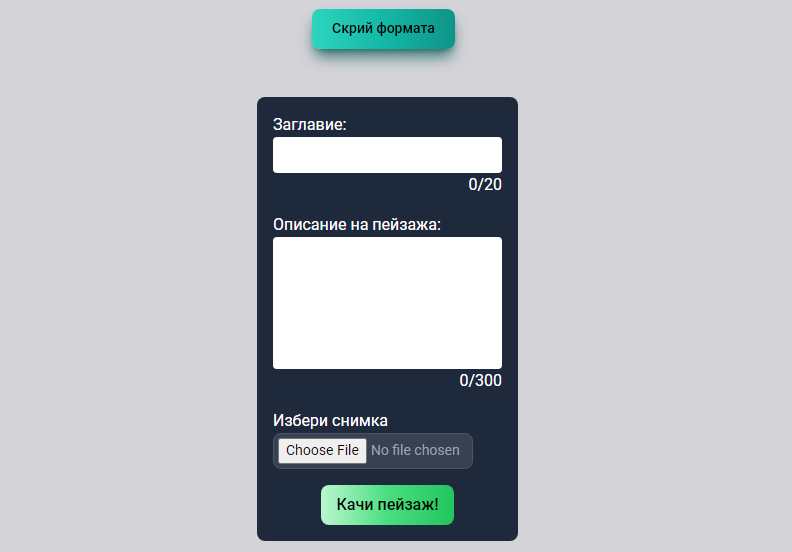 Скрий формата
Заглавие:
0/20
Описание на пейзажа:
0/300
Избери снимка
Choose File No file chosen
Качи пейзаж!